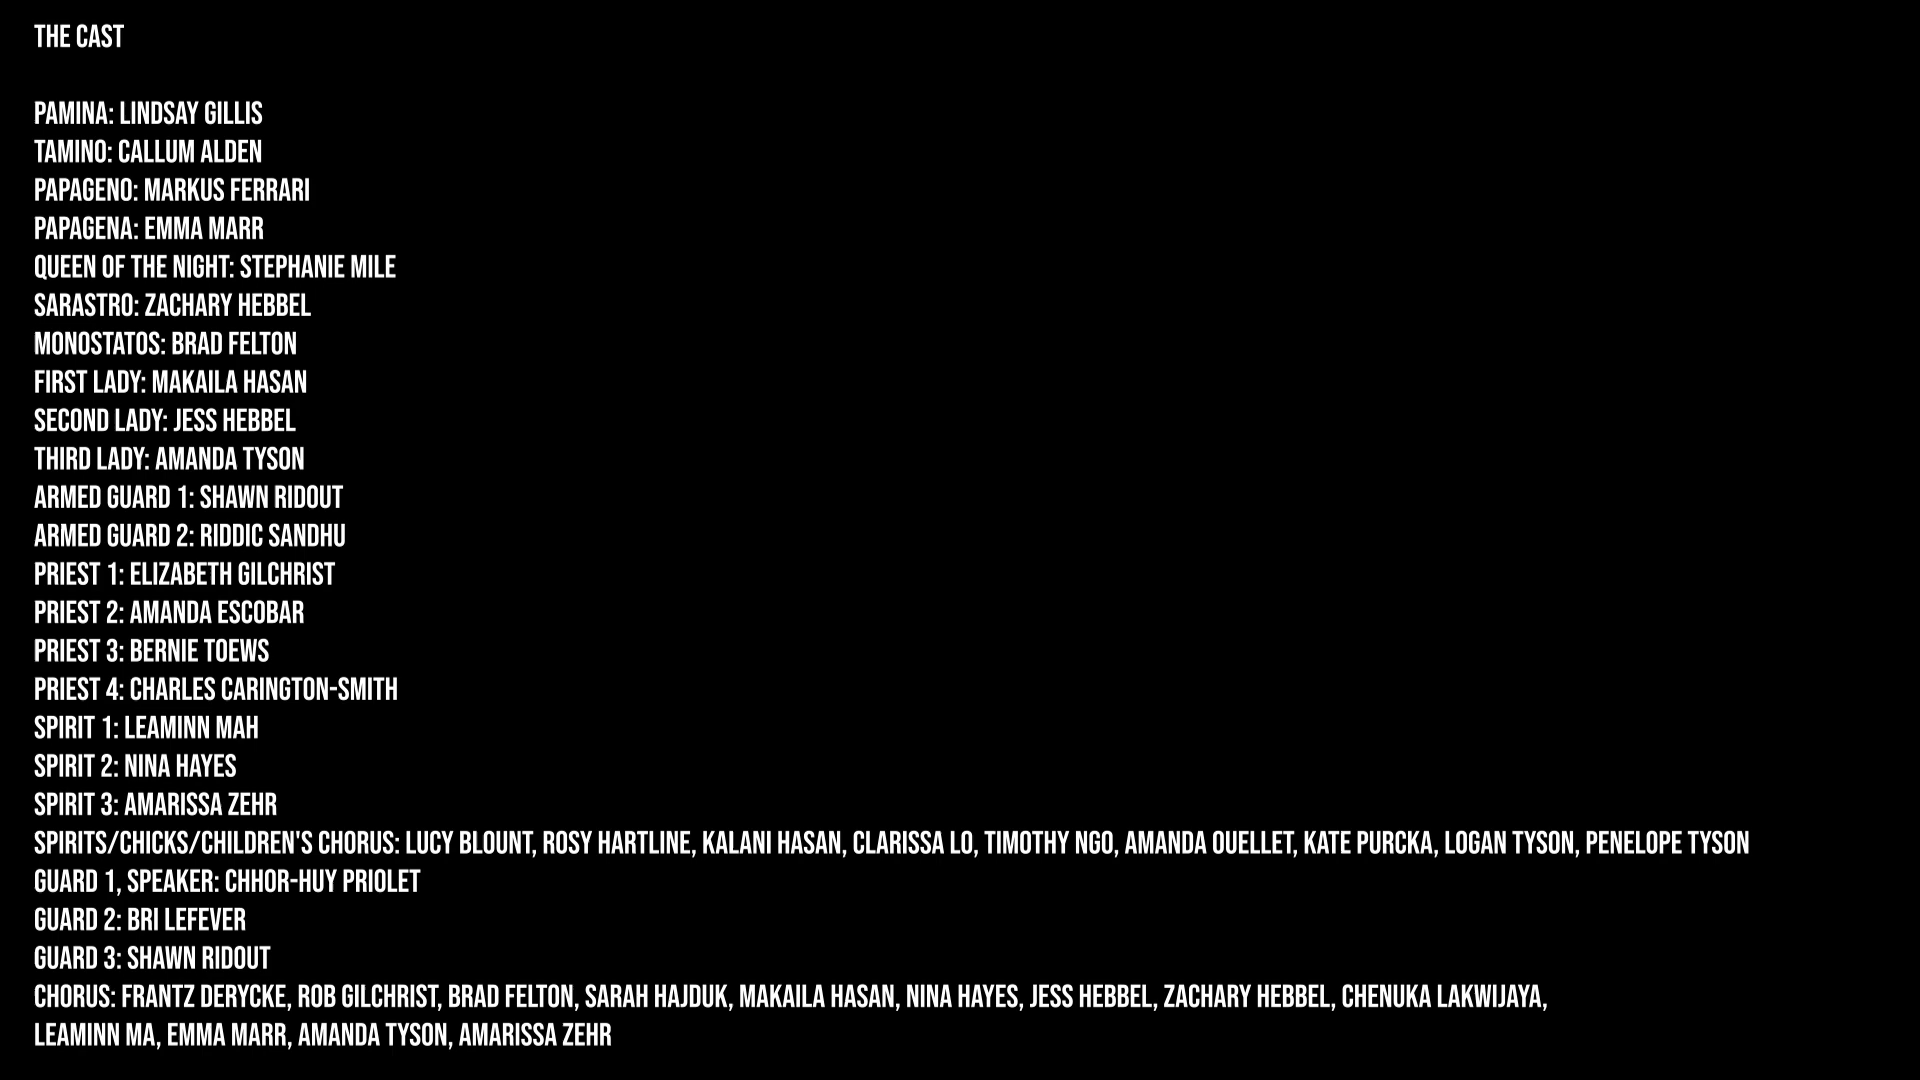 THE CAST
PAMINA: LINDSAY GILLIS
TAMINO: CALLUM ALDEN
PAPAGENO: MARKUS FERRARI
PAPAGENA: EMMA MARR
QUEEN OF THE NIGHT: STEPHANIE MILE
SARASTRO: ZACHARY HEBBEL
MONOSTATOS: BRAD FELTON
FIRST LADY: MAKAILA HASAN
SECOND LADY: JESS HEBBEL
THIRD LADY: AMANDA TYSON
ARMED GUARD 1: SHAWN RIDOUT
ARMED GUARD 2: RIDDIC SANDHU
PRIEST 1: ELIZABETH GILCHRIST
PRIEST 2: AMANDA ESCOBAR
PRIEST 3: BERNIE TOEWS
PRIEST 4: CHARLES CARINGTON-SMITH
SPIRIT 1: LEAMINN MAH
SPIRIT 2: NINA HAYES
SPIRIT 3: AMARISSA ZEHR
SPIRITS/CHICKS/CHILDREN'S CHORUS: LUCY BLOUNT, ROSY HARTLINE, KALANI HASAN, CLARISSA LO, TIMOTHY NGO, AMANDA OUELLET, KATE PURCKA, LOGAN TYSON, PENELOPE TYSON
GUARD 1, SPEAKER: CHHOR-HUY PRIOLET
GUARD 2: BRI LEFEVER
GUARD 3: SHAWN RIDOUT
CHORUS: FRANTZ DERYCKE, ROB GILCHRIST, BRAD FELTON, SARAH HAJDUK, MAKAILA HASAN, NINA HAYES, JESS HEBBEL, ZACHARY HEBBEL, CHENUKA LAKWIJAYA,
LEAMINN MA, EMMA MARR, AMANDA TYSON, AMARISSA ZEHR